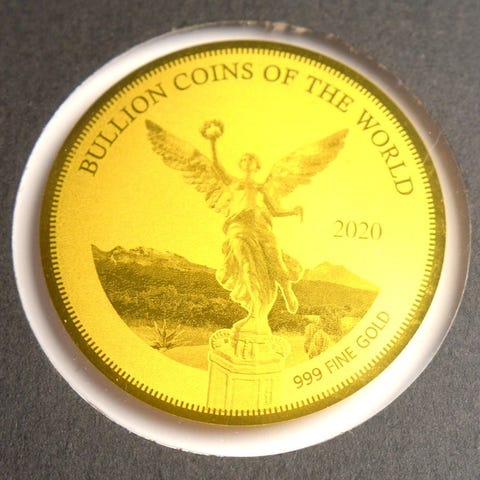 BULLION COINS OF THE WORLD
2020
999 FINE GOLD